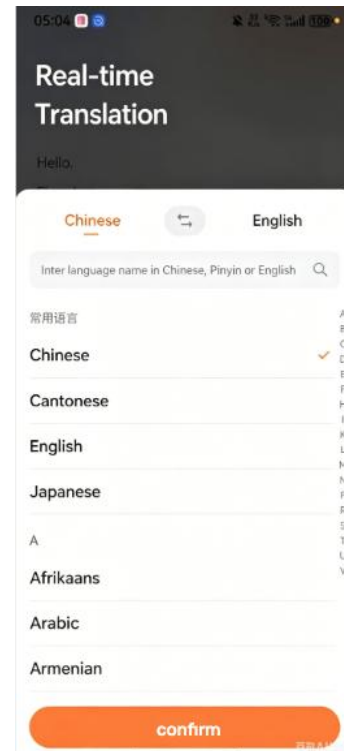 05:04
100
Real-time
Translation
Hello.
Chinese
English
Inter language name in Chinese, Pinyin or English
常用语言
Chinese
Cantonese
English
Japanese
A
Afrikaans
Arabic
Armenian
confirm